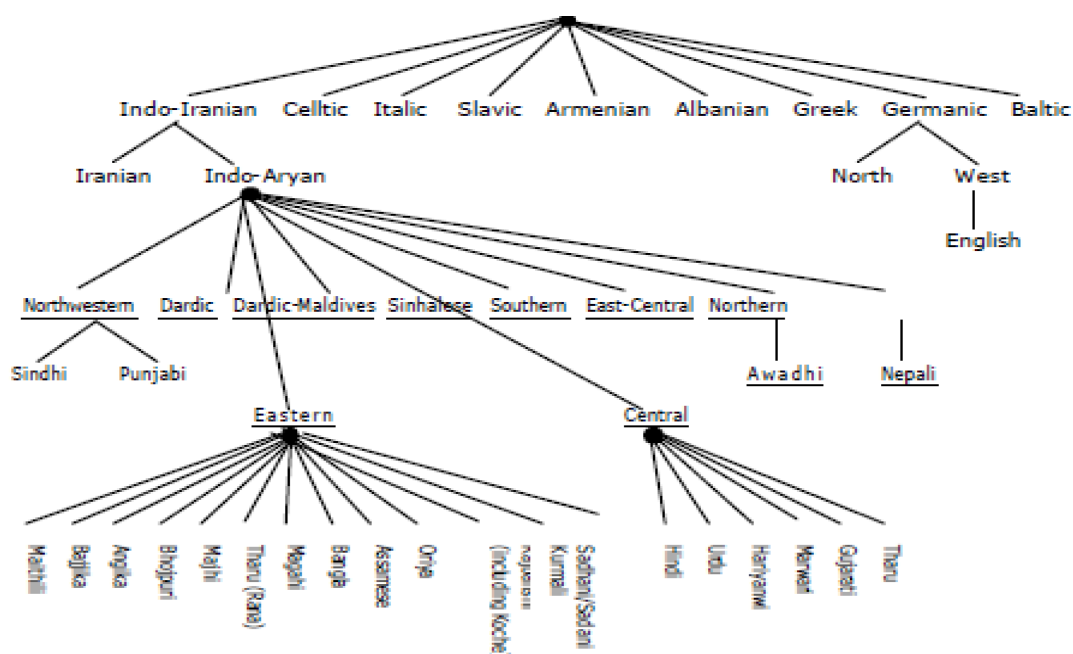 Indo-Iranian Celltic Italic Slavic Armenian Albanian Greek Germanic Baltic
Iranian Indo-Aryan North West
English
Northwestern Dardic Dardic-Maldives Sinhalese Southern East-Central Northern
Sindhi Punjabi Awadhi Nepali
Eastern Central
Maithili
Bajjika
Angika
Bhojpuri
Majhi
Tharu (Rana)
Magahi
Bangla
Assamese
Oriya
(Including Koche)
Kurmali
Sadhani/Sadani
Hindi
Urdu
Hariyanwi
Marwari
Gujarati
Tharu